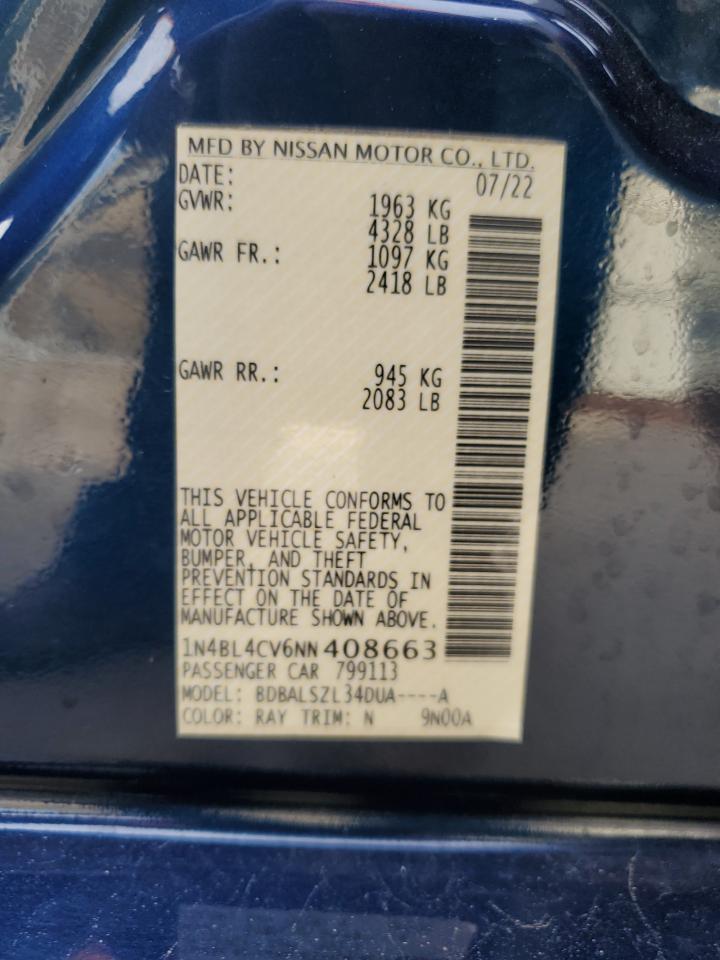 MFD BY NISSAN MOTOR CO., LTD.
DATE: 07/22
GVWR: 1963 KG
4328 LB
GAWR FR.: 1097 KG
2418 LB
GAWR RR.: 945 KG
2083 LB
THIS VEHICLE CONFORMS TO
ALL APPLICABLE FEDERAL
MOTOR VEHICLE SAFETY,
BUMPER, AND THEFT
PREVENTION STANDARDS IN
EFFECT ON THE DATE OF
MANUFACTURE SHOWN ABOVE.
1N4BL4CV6NN 408663
PASSENGER CAR 799113
MODEL: BDBALSZL34DUA----A
COLOR: RAY TRIM: N 9N00A